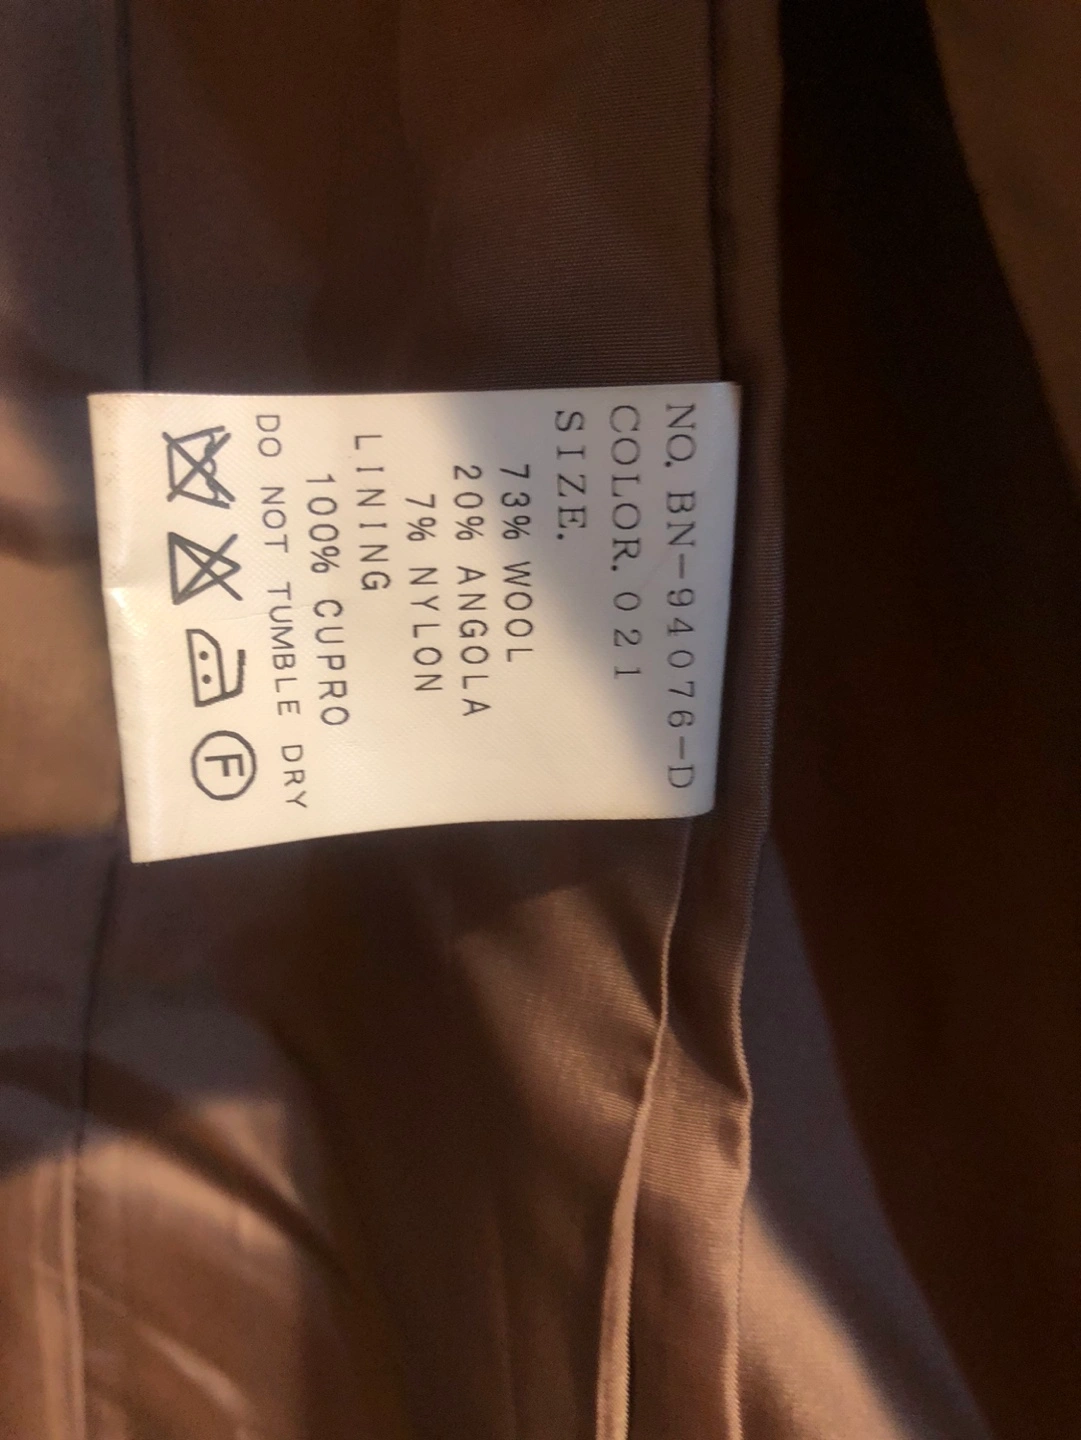 NO. BN-94076-D
COLOR. 021
SIZE.
73% WOOL
20% ANGOLA
7% NYLON
LINING
100% CUPRO
DO NOT TUMBLE DRY
F